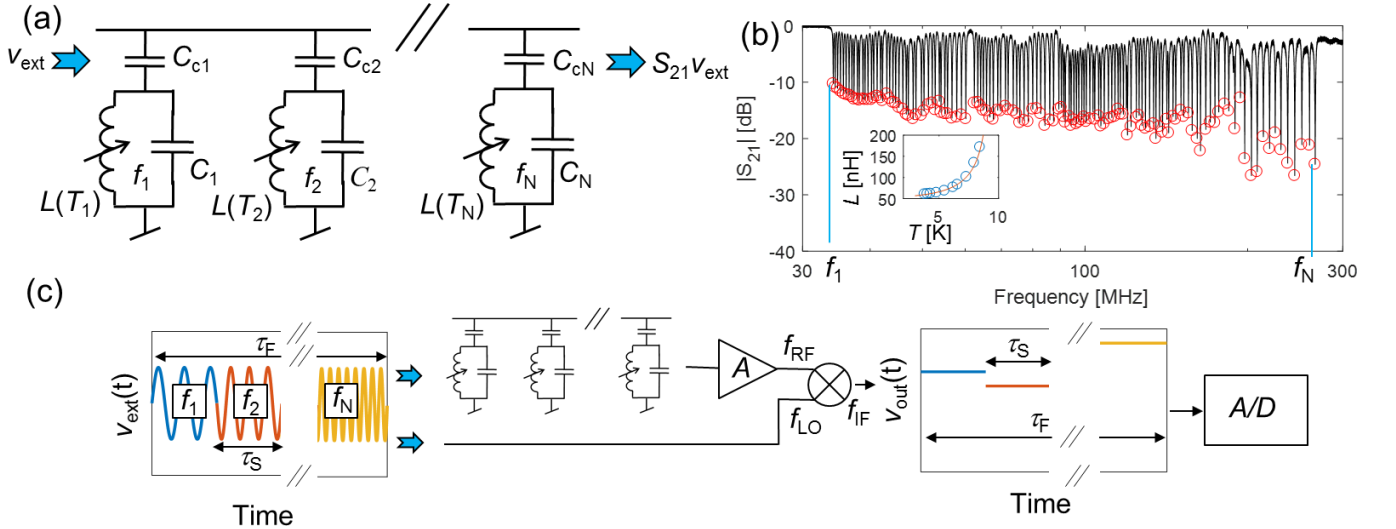 (a)
v_ext
C_c1
C_c2
C_cN
S_21 v_ext
f_1
C_1
f_2
C_2
f_N
C_N
L(T_1)
L(T_2)
L(T_N)
(b)
0
-10
-20
-30
-40
|S_21| [dB]
200
150
100
50
L [nH]
5
10
T [K]
30
f_1
100
f_N
300
Frequency [MHz]
(c)
v_ext(t)
τ_F
f_1
f_2
f_N
τ_S
Time
A
f_RF
f_LO
f_IF
v_out(t)
τ_S
τ_F
Time
A/D